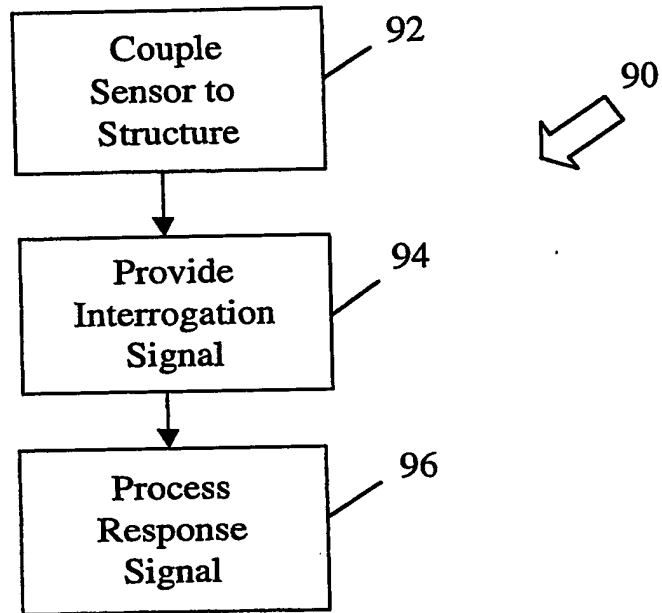 Couple
Sensor to
Structure
92
90
Provide
Interrogation
Signal
94
Process
Response
Signal
96